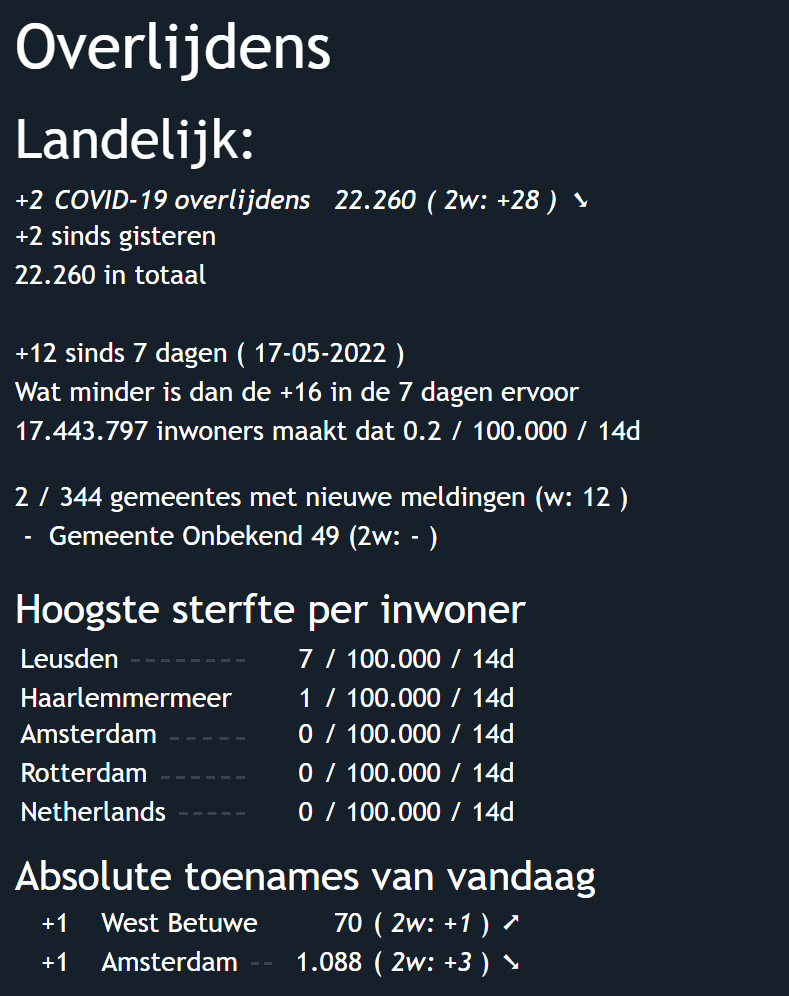 Overlijdens
Landelijk:
+2 COVID-19 overlijdens 22.260 ( 2w: +28 ) ➘
+2 sinds gisteren
22.260 in totaal
+12 sinds 7 dagen ( 17-05-2022 )
Wat minder is dan de +16 in de 7 dagen ervoor
17.443.797 inwoners maakt dat 0.2 / 100.000 / 14d
2 / 344 gemeentes met nieuwe meldingen (w: 12 )
- Gemeente Onbekend 49 (2w: - )
Hoogste sterfte per inwoner
Leusden -------- 7 / 100.000 / 14d
Haarlemmermeer 1 / 100.000 / 14d
Amsterdam ----- 0 / 100.000 / 14d
Rotterdam ------ 0 / 100.000 / 14d
Netherlands ----- 0 / 100.000 / 14d
Absolute toenames van vandaag
+1 West Betuwe 70 ( 2w: +1 ) ➚
+1 Amsterdam -- 1.088 ( 2w: +3 ) ➘